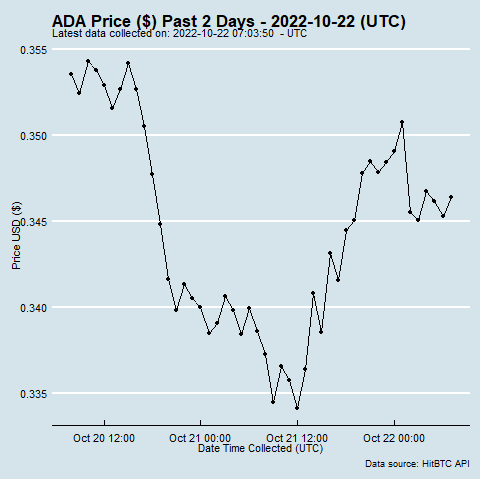 ADA Price ($) Past 2 Days - 2022-10-22 (UTC)
Latest data collected on: 2022-10-22 07:03:50  - UTC
0.355
0.350
0.345
0.340
0.335
Price USD ($)
Oct 20 12:00 Oct 21 00:00 Oct 21 12:00 Oct 22 00:00
Date Time Collected (UTC)
Data source: HitBTC API